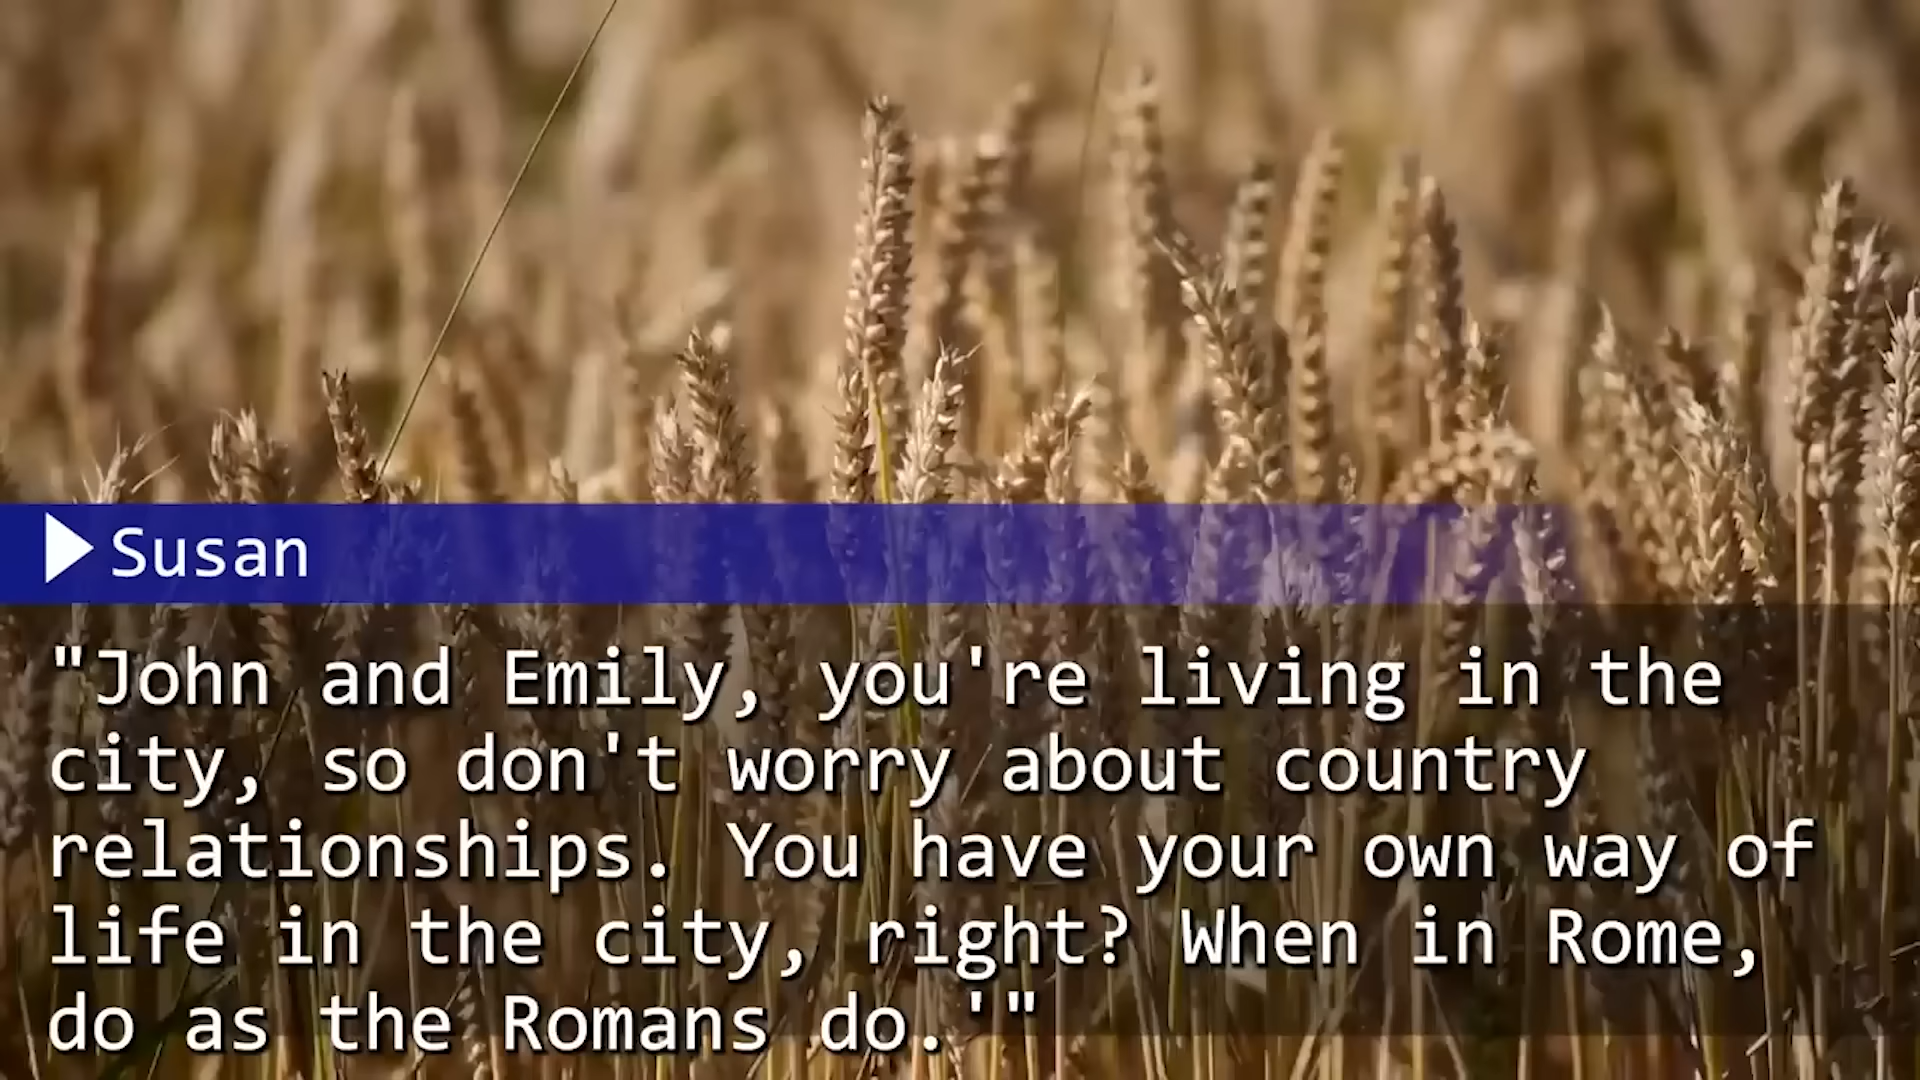 Susan
"John and Emily, you're living in the
city, so don't worry about country
relationships. You have your own way of
life in the city, right? When in Rome,
do as the Romans do.'"